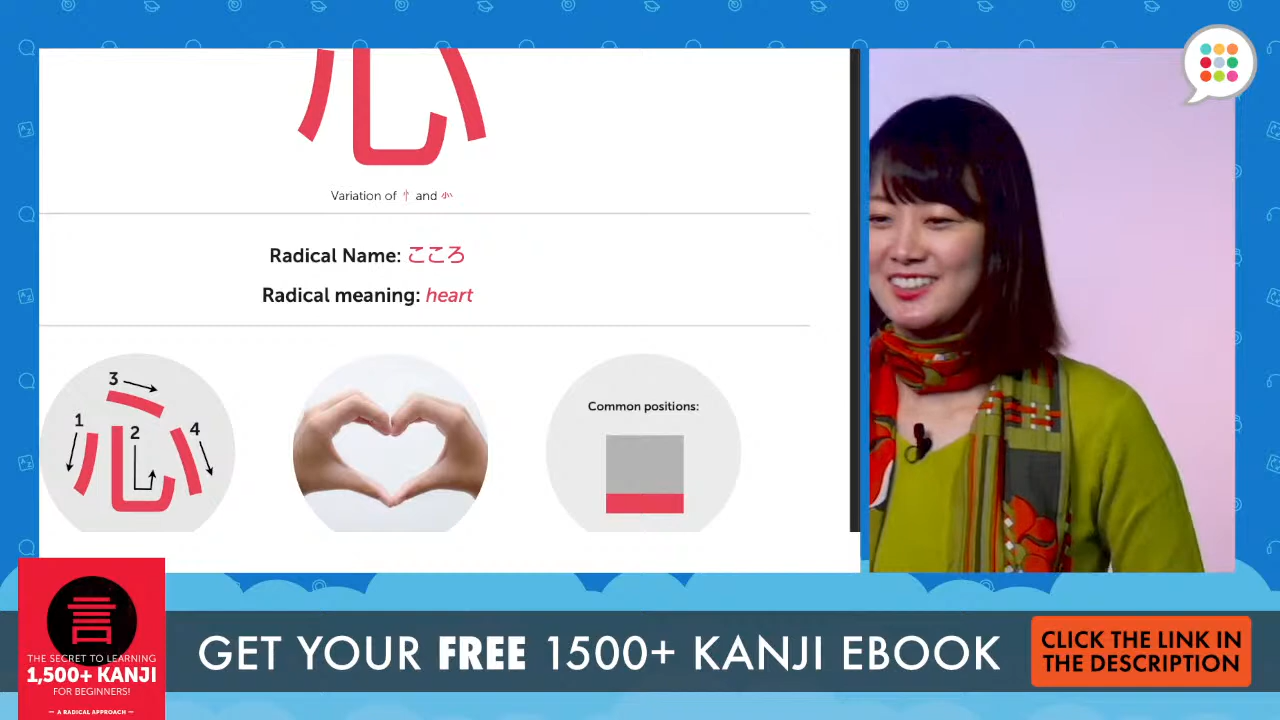 心
Variation of 忄 and ⺗
Radical Name: こころ
Radical meaning: heart
3
1
2
4
心
Common positions:
言
THE SECRET TO LEARNING
1,500+ KANJI
FOR BEGINNERS!
— A RADICAL APPROACH —
GET YOUR FREE 1500+ KANJI EBOOK
CLICK THE LINK IN
THE DESCRIPTION